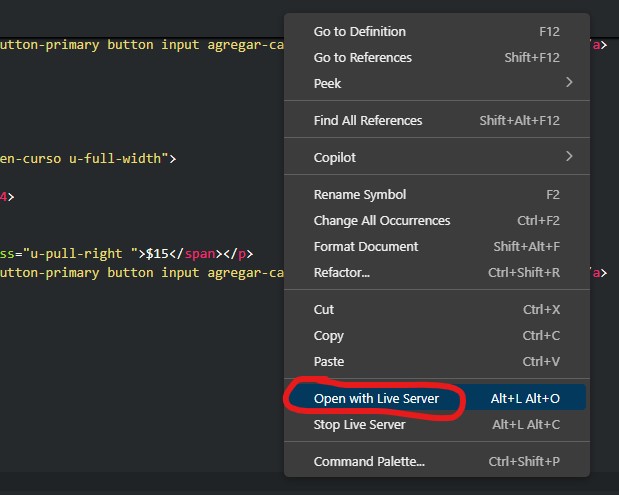 Go to Definition F12
utton-primary button input agregar-ca a>
Go to References Shift+F12
Peek
Find All References Shift+Alt+F12
en-curso u-full-width">
Copilot
4>
Rename Symbol F2
Change All Occurrences Ctrl+F2
Format Document Shift+Alt+F
ss="u-pull-right ">$15</span></p>
utton-primary button input agregar-ca a>
Refactor... Ctrl+Shift+R
Cut Ctrl+X
Copy Ctrl+C
Paste Ctrl+V
Open with Live Server Alt+L Alt+O
Stop Live Server Alt+L Alt+C
Command Palette... Ctrl+Shift+P